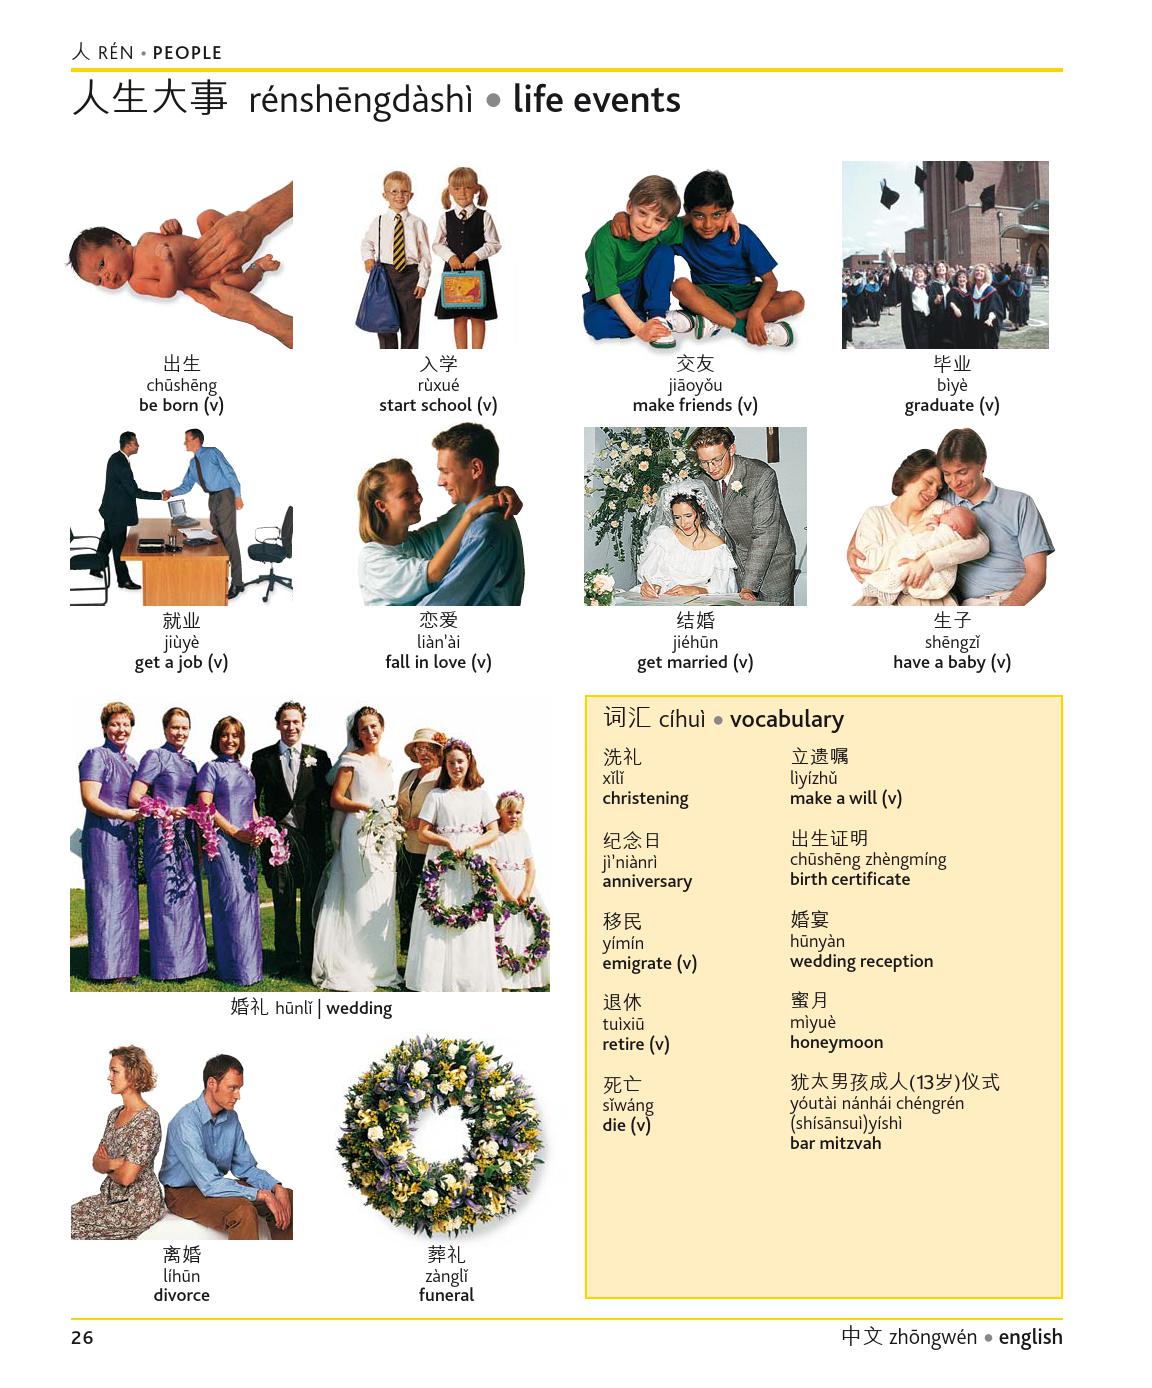 人 RÉN • PEOPLE
人生大事 rénshēngdàshì • life events
出生
chūshēng
be born (v)
入学
rùxué
start school (v)
交友
jiāoyǒu
make friends (v)
毕业
bìyè
graduate (v)
就业
jiùyè
get a job (v)
恋爱
liàn'ài
fall in love (v)
结婚
jiéhūn
get married (v)
生子
shēngzǐ
have a baby (v)
婚礼 hūnlǐ | wedding
离婚
líhūn
divorce
葬礼
zànglǐ
funeral
词汇 cíhuì • vocabulary
洗礼
xǐlǐ
christening
纪念日
jì'niànrì
anniversary
移民
yímín
emigrate (v)
退休
tuìxiū
retire (v)
死亡
sǐwáng
die (v)
立遗嘱
lìyízhǔ
make a will (v)
出生证明
chūshēng zhèngmíng
birth certificate
婚宴
hūnyàn
wedding reception
蜜月
mìyuè
honeymoon
犹太男孩成人(13岁)仪式
yóutài nánhái chéngrén
(shísānsuì)yíshì
bar mitzvah
26
中文 zhōngwén • english